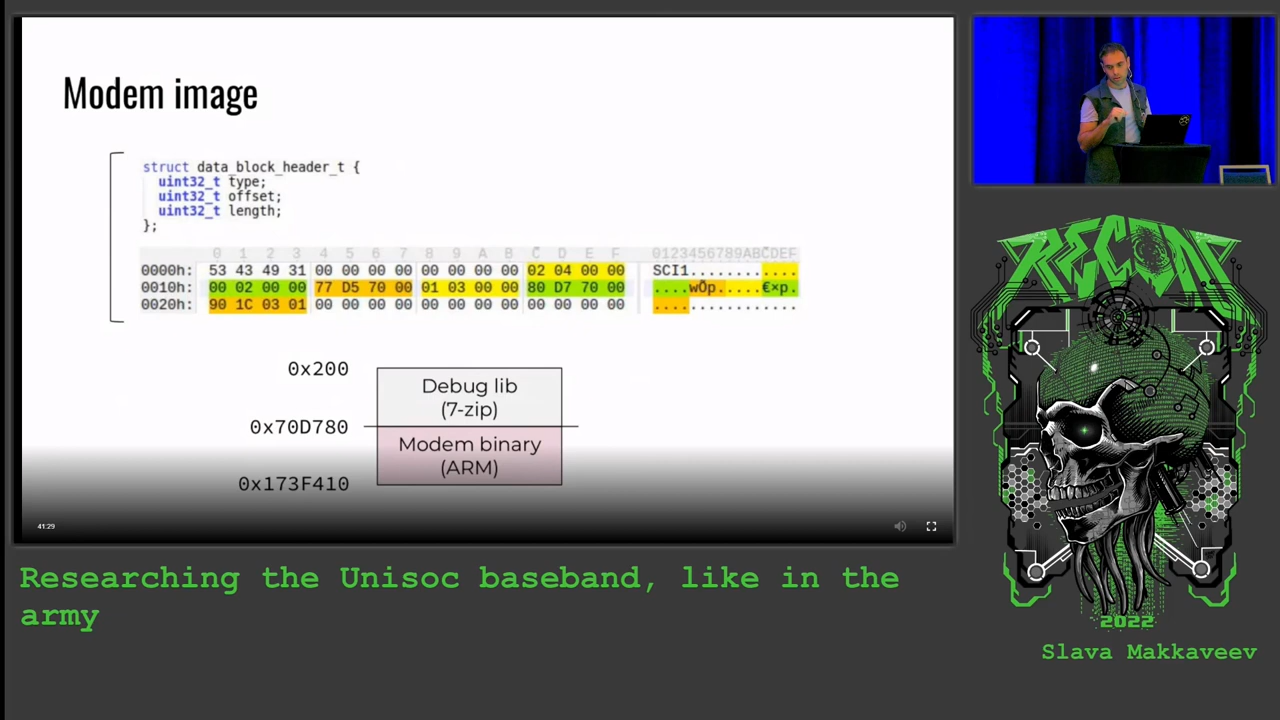 Modem image
struct data_block_header_t {
uint32_t type;
uint32_t offset;
uint32_t length;
};
0 1 2 3 4 5 6 7 8 9 A B C D E F 0123456789ABCDEF
0000h: 53 43 49 31 00 00 00 00 00 00 00 00 02 04 00 00 SCI1............
0010h: 00 02 00 00 77 D5 70 00 01 03 00 00 80 D7 70 00 ....wÕp.....€×p.
0020h: 90 1C 03 01 00 00 00 00 00 00 00 00 00 00 00 00 ................
0x200
Debug lib
(7-zip)
0x70D780
Modem binary
(ARM)
0x173F410
41:29
Researching the Unisoc baseband, like in the
army
RECON
2022
Slava Makkaveev